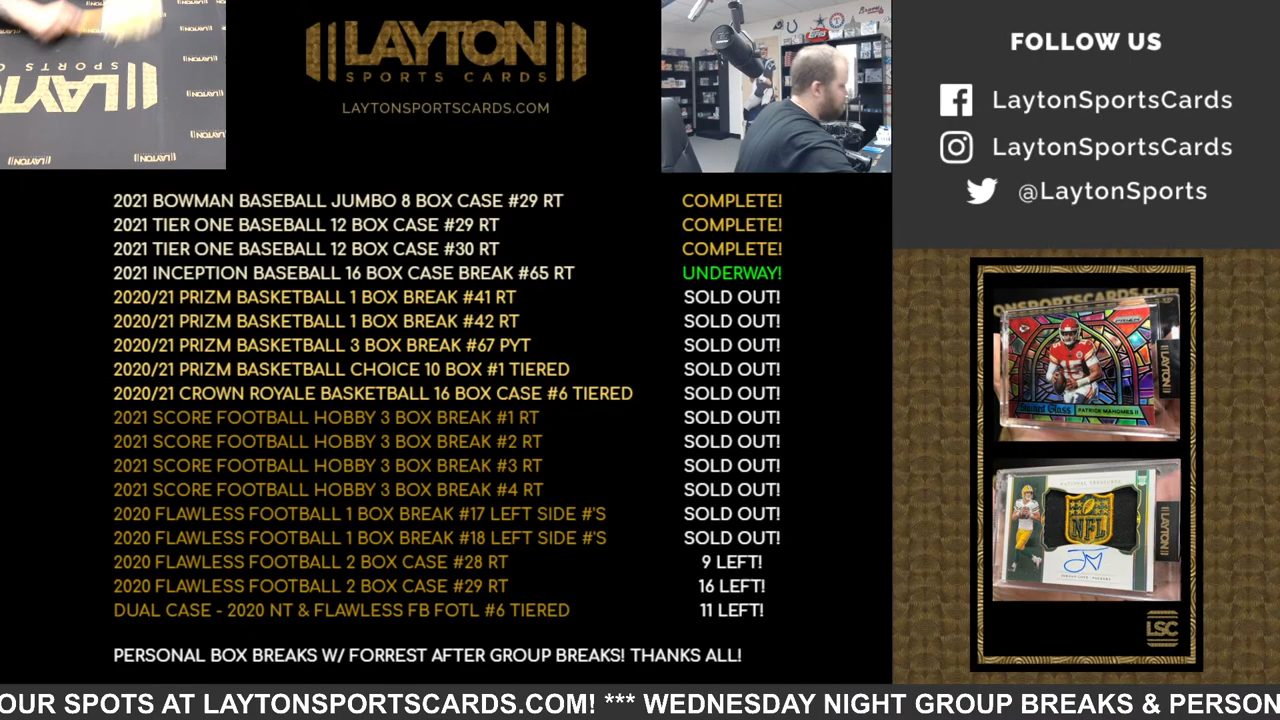 LAYTON
SPORTS CARDS
LAYTONSPORTSCARDS.COM
FOLLOW US
LaytonSportsCards
LaytonSportsCards
@LaytonSports
2021 BOWMAN BASEBALL JUMBO 8 BOX CASE #29 RT COMPLETE!
2021 TIER ONE BASEBALL 12 BOX CASE #29 RT COMPLETE!
2021 TIER ONE BASEBALL 12 BOX CASE #30 RT COMPLETE!
2021 INCEPTION BASEBALL 16 BOX CASE BREAK #65 RT UNDERWAY!
2020/21 PRIZM BASKETBALL 1 BOX BREAK #41 RT SOLD OUT!
2020/21 PRIZM BASKETBALL 1 BOX BREAK #42 RT SOLD OUT!
2020/21 PRIZM BASKETBALL 3 BOX BREAK #67 PYT SOLD OUT!
2020/21 PRIZM BASKETBALL CHOICE 10 BOX #1 TIERED SOLD OUT!
2020/21 CROWN ROYALE BASKETBALL 16 BOX CASE #6 TIERED SOLD OUT!
2021 SCORE FOOTBALL HOBBY 3 BOX BREAK #1 RT SOLD OUT!
2021 SCORE FOOTBALL HOBBY 3 BOX BREAK #2 RT SOLD OUT!
2021 SCORE FOOTBALL HOBBY 3 BOX BREAK #3 RT SOLD OUT!
2021 SCORE FOOTBALL HOBBY 3 BOX BREAK #4 RT SOLD OUT!
2020 FLAWLESS FOOTBALL 1 BOX BREAK #17 LEFT SIDE #'S SOLD OUT!
2020 FLAWLESS FOOTBALL 1 BOX BREAK #18 LEFT SIDE #'S SOLD OUT!
2020 FLAWLESS FOOTBALL 2 BOX CASE #28 RT 9 LEFT!
2020 FLAWLESS FOOTBALL 2 BOX CASE #29 RT 16 LEFT!
DUAL CASE - 2020 NT & FLAWLESS FB FOTL #6 TIERED 11 LEFT!
PERSONAL BOX BREAKS W/ FORREST AFTER GROUP BREAKS! THANKS ALL!
Stained Glass PATRICK MAHOMES II
LAYTON
NATIONAL TREASURES
NFL
LAYTON
LSC
OUR SPOTS AT LAYTONSPORTSCARDS.COM! *** WEDNESDAY NIGHT GROUP BREAKS & PERSON